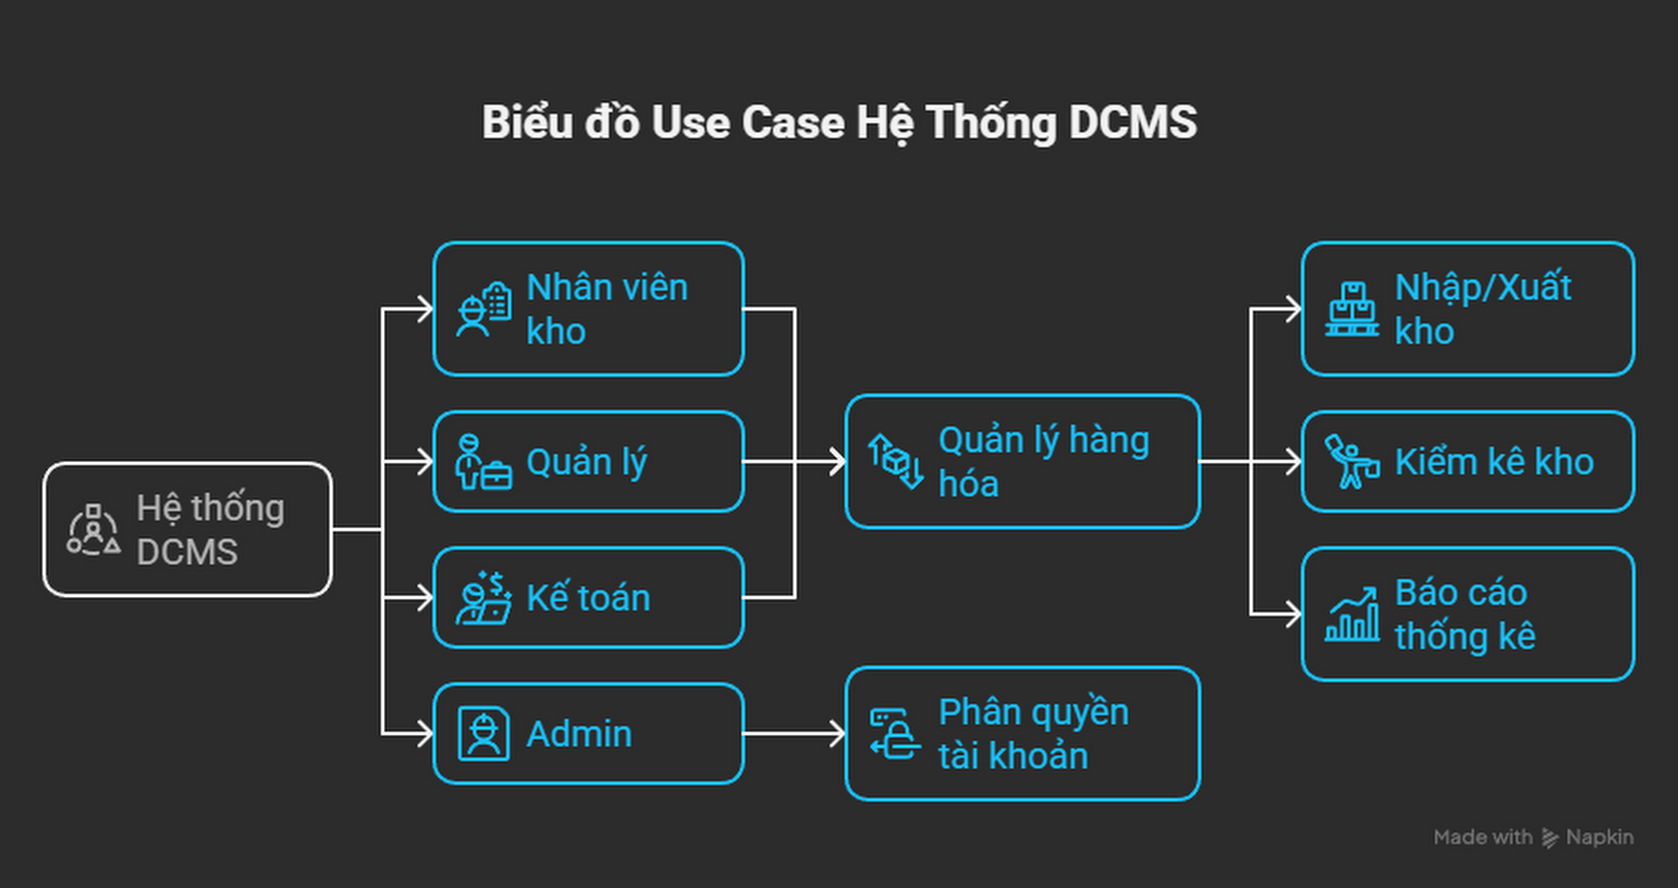 Biểu đồ Use Case Hệ Thống DCMS
Hệ thống
DCMS
Nhân viên
kho
Quản lý
Kế toán
Admin
Quản lý hàng
hóa
Phân quyền
tài khoản
Nhập/Xuất
kho
Kiểm kê kho
Báo cáo
thống kê
Made with Napkin